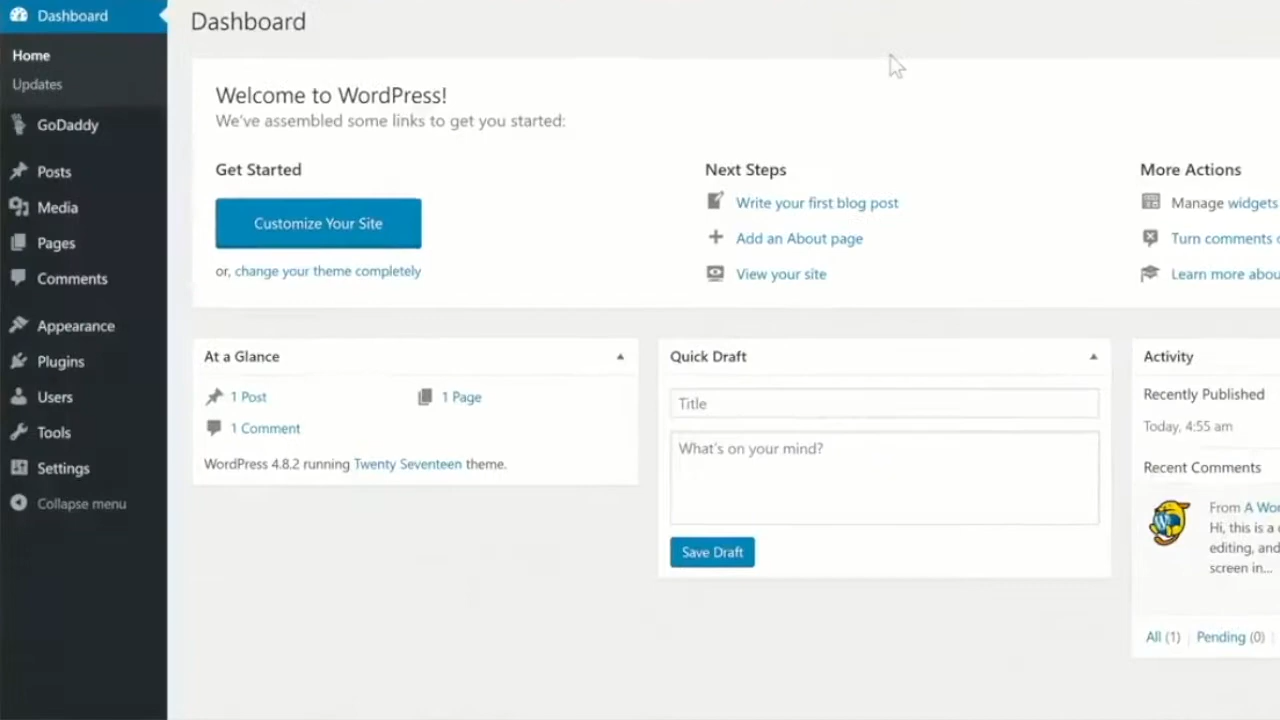 Dashboard
Home
Updates
GoDaddy
Posts
Media
Pages
Comments
Appearance
Plugins
Users
Tools
Settings
Collapse menu
Dashboard
Welcome to WordPress!
We've assembled some links to get you started:
Get Started
Customize Your Site
or, change your theme completely
Next Steps
Write your first blog post
Add an About page
View your site
More Actions
Manage widgets
Turn comments
Learn more abou
At a Glance
1 Post
1 Page
1 Comment
WordPress 4.8.2 running Twenty Seventeen theme.
Quick Draft
Title
What's on your mind?
Save Draft
Activity
Recently Published
Today, 4:55 am
Recent Comments
From A Wor
Hi, this is a
editing, and
screen in...
All (1) | Pending (0) |